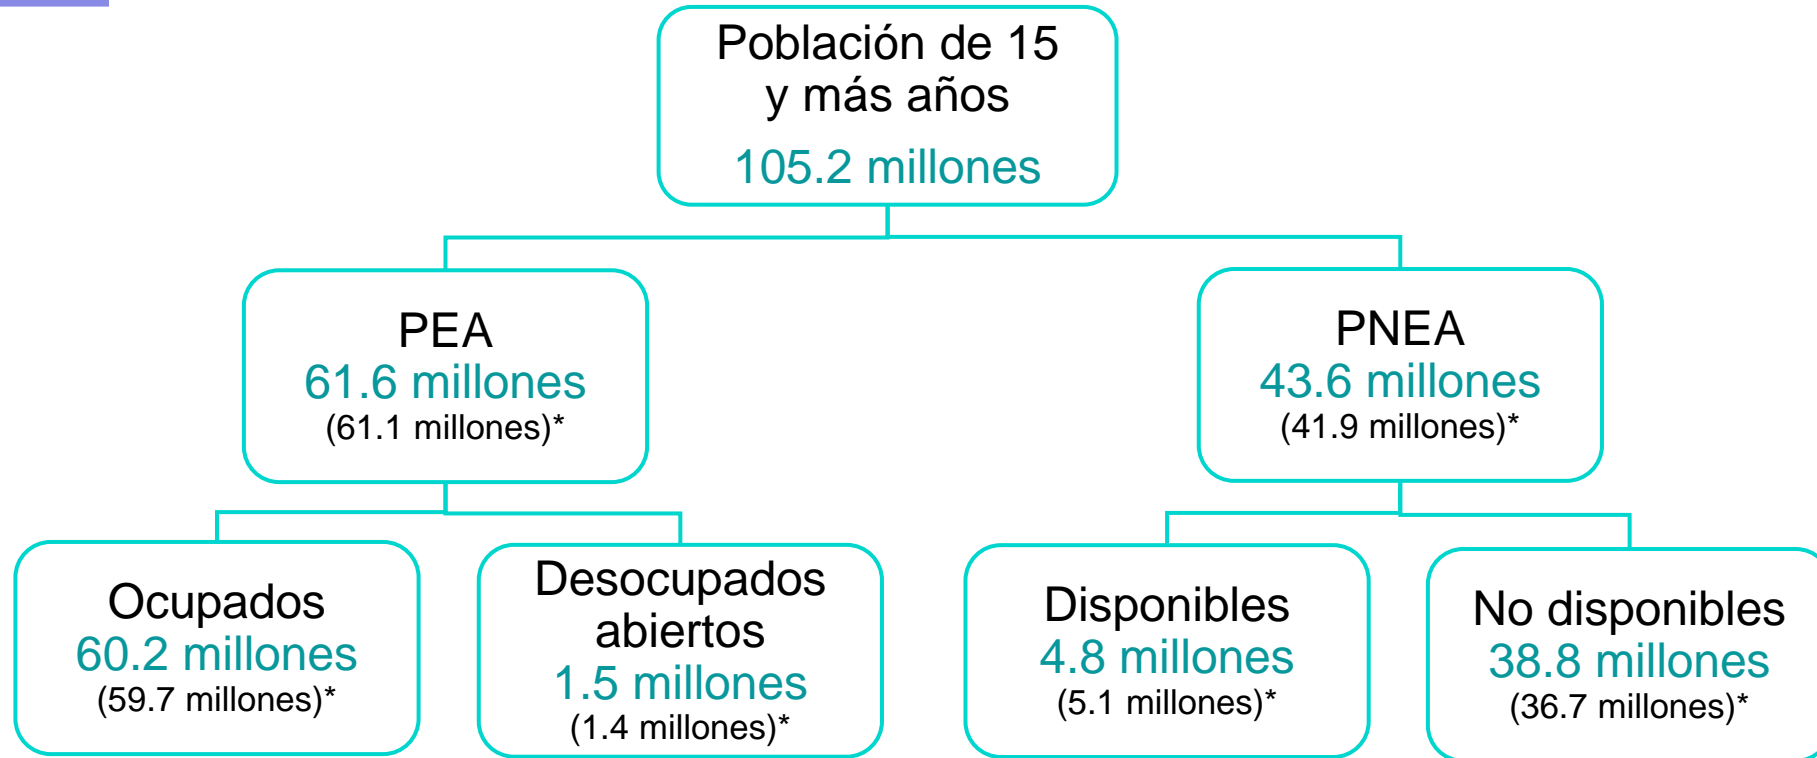 Población de 15
y más años
105.2 millones
PEA
61.6 millones
(61.1 millones)*
PNEA
43.6 millones
(41.9 millones)*
Ocupados
60.2 millones
(59.7 millones)*
Desocupados
abiertos
1.5 millones
(1.4 millones)*
Disponibles
4.8 millones
(5.1 millones)*
No disponibles
38.8 millones
(36.7 millones)*